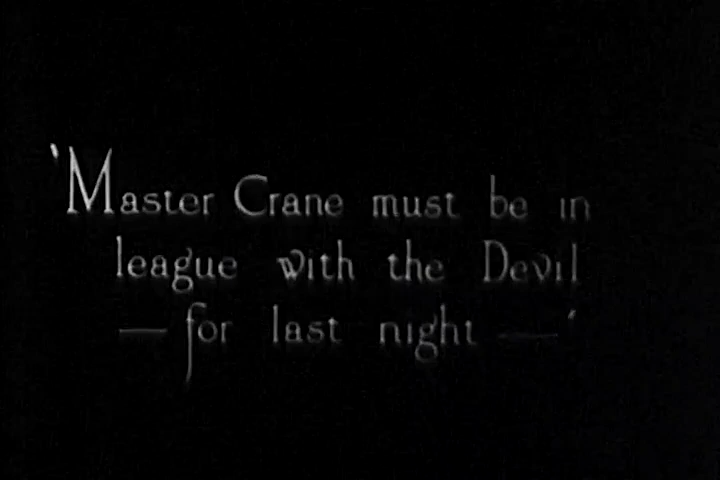 'Master Crane must be in
league with the Devil
— for last night —'